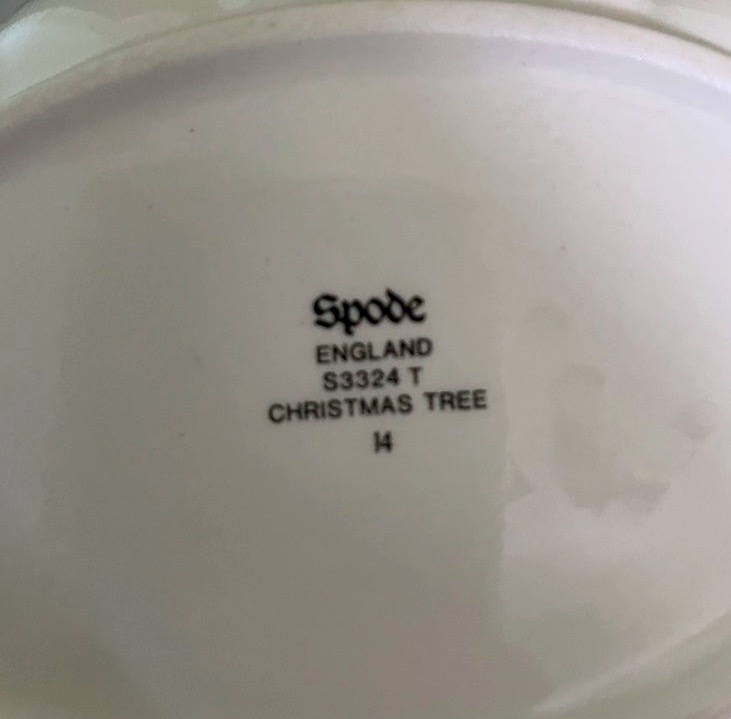 Spode
ENGLAND
S3324 T
CHRISTMAS TREE
14